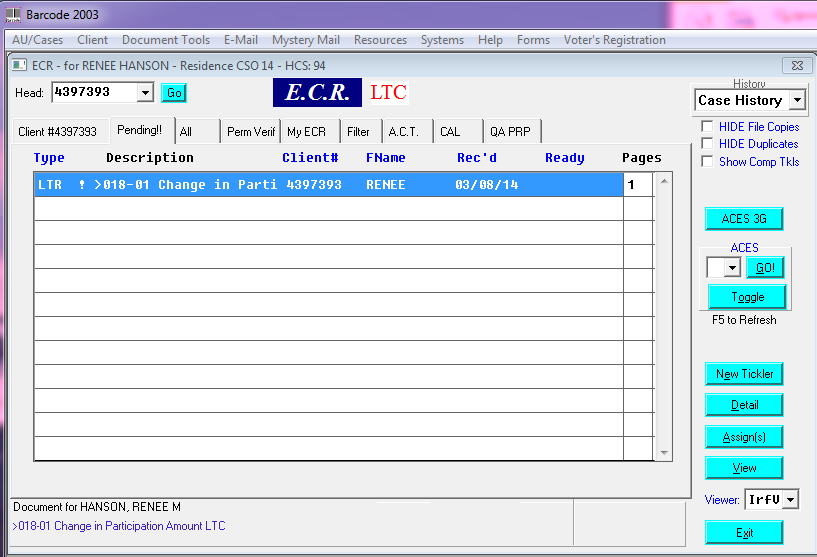 Barcode 2003
AU/Cases Client Document Tools E-Mail Mystery Mail Resources Systems Help Forms Voter's Registration
ECR - for RENEE HANSON - Residence CSO 14 - HCS: 94
Head: 4397393 Go E.C.R. LTC
History
Case History
HIDE File Copies
HIDE Duplicates
Show Comp Tkls
Client #4397393 Pending!! All Perm Verif My ECR Filter A.C.T. CAL QA PRP
Type Description Client# FName Rec'd Ready Pages
LTR ! >018-01 Change in Parti 4397393 RENEE 03/08/14 1
ACES 3G
ACES
GO!
Toggle
F5 to Refresh
New Tickler
Detail
Assign(s)
View
Viewer: IrfV
Exit
Document for HANSON, RENEE M
>018-01 Change in Participation Amount LTC